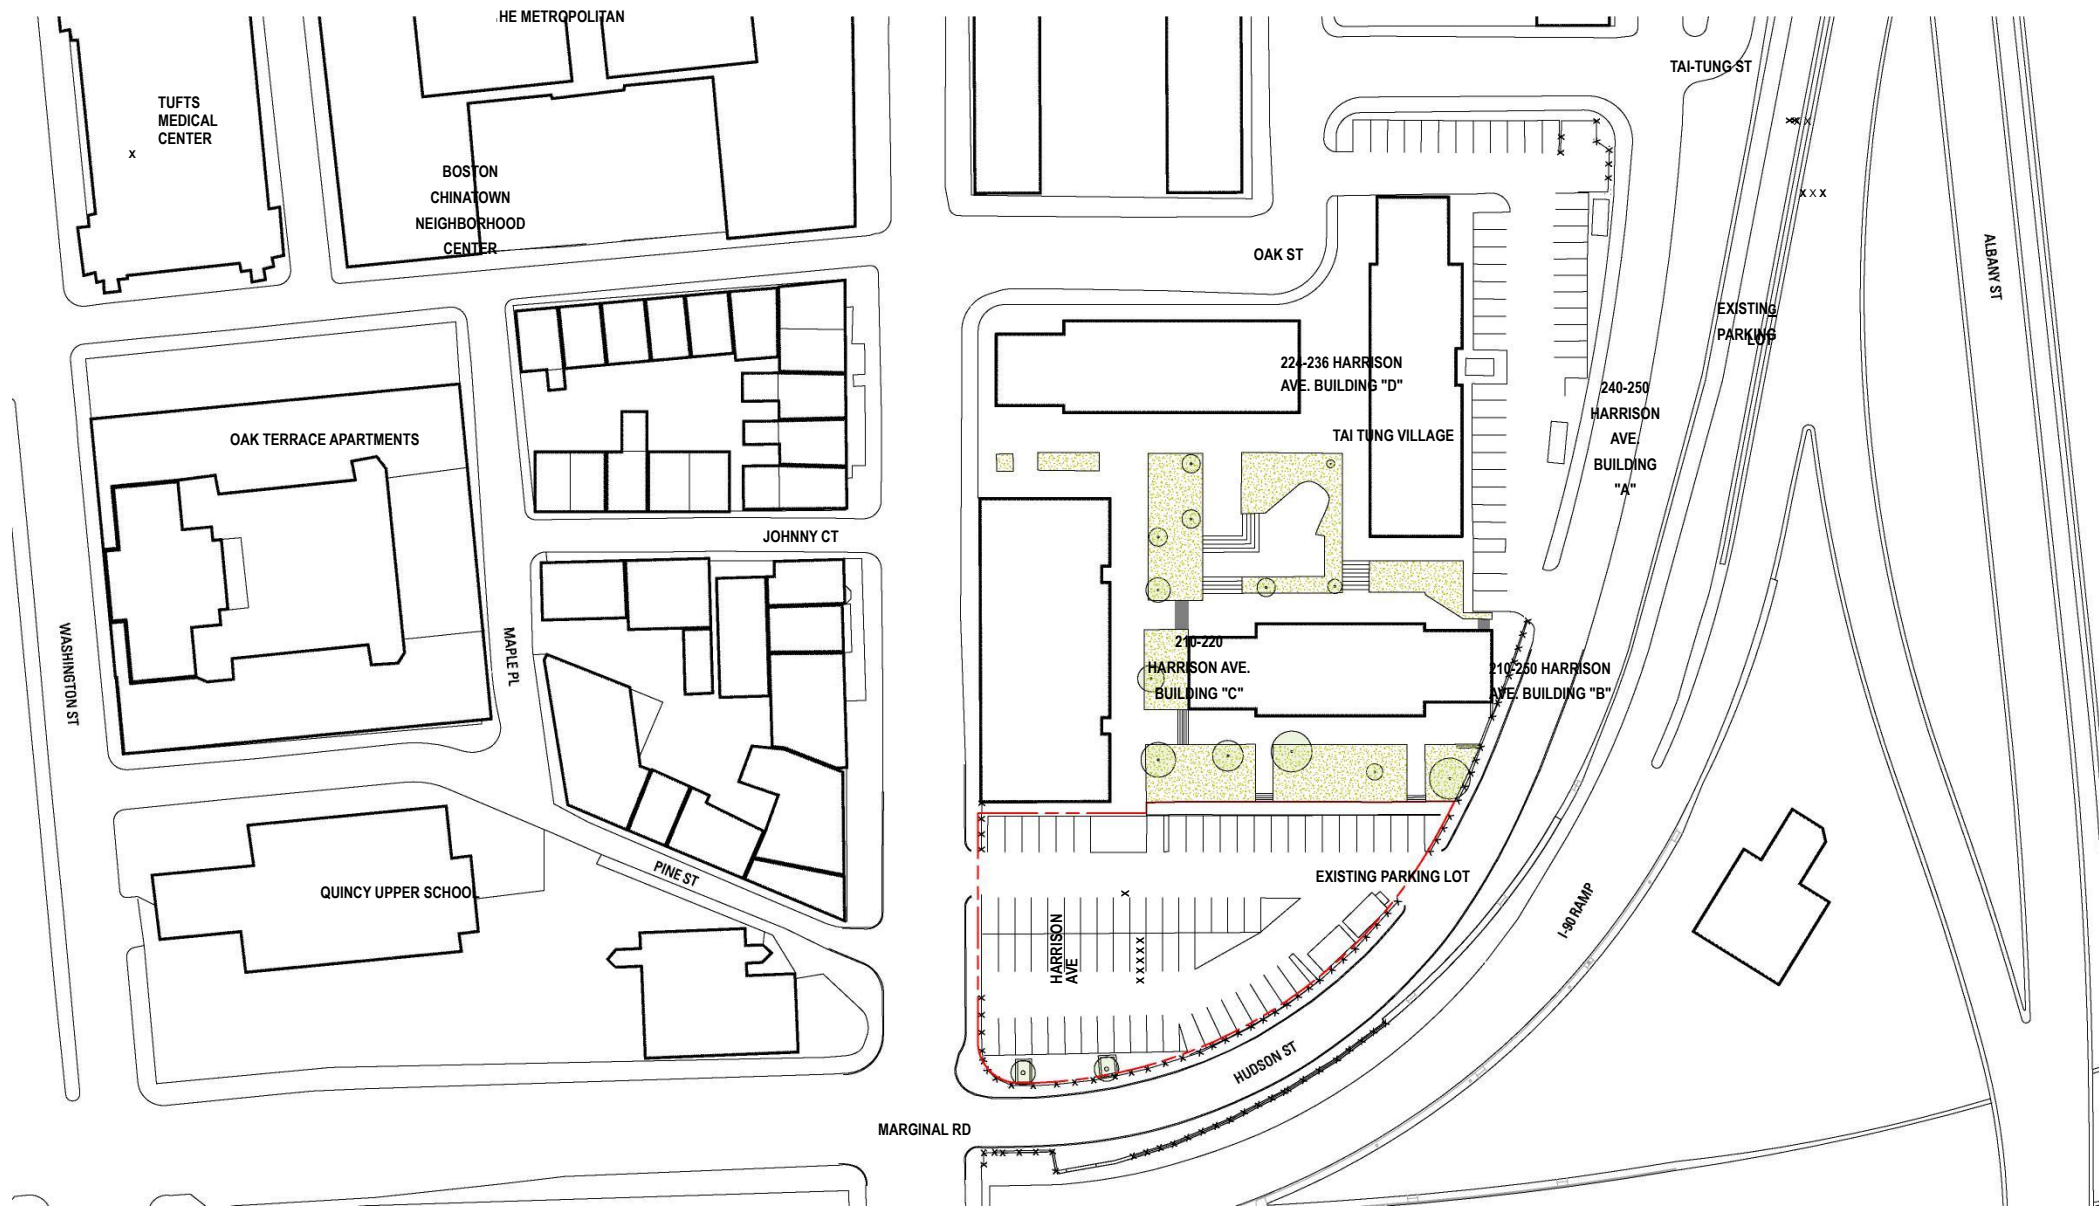 HE METROPOLITAN
TAI-TUNG ST
TUFTS
MEDICAL
CENTER
x
BOSTON
CHINATOWN
NEIGHBORHOOD
CENTER
OAK ST
ALBANY ST
EXISTING
PARKING
LOT
224-236 HARRISON
AVE. BUILDING "D"
240-250
HARRISON
AVE.
BUILDING
"A"
OAK TERRACE APARTMENTS
TAI TUNG VILLAGE
JOHNNY CT
WASHINGTON ST
MAPLE PL
210-220
HARRISON AVE.
BUILDING "C"
210-250 HARRISON
AVE. BUILDING "B"
PINE ST
QUINCY UPPER SCHOOL
EXISTING PARKING LOT
HARRISON
AVE
x
xxxxx
I-90 RAMP
HUDSON ST
MARGINAL RD